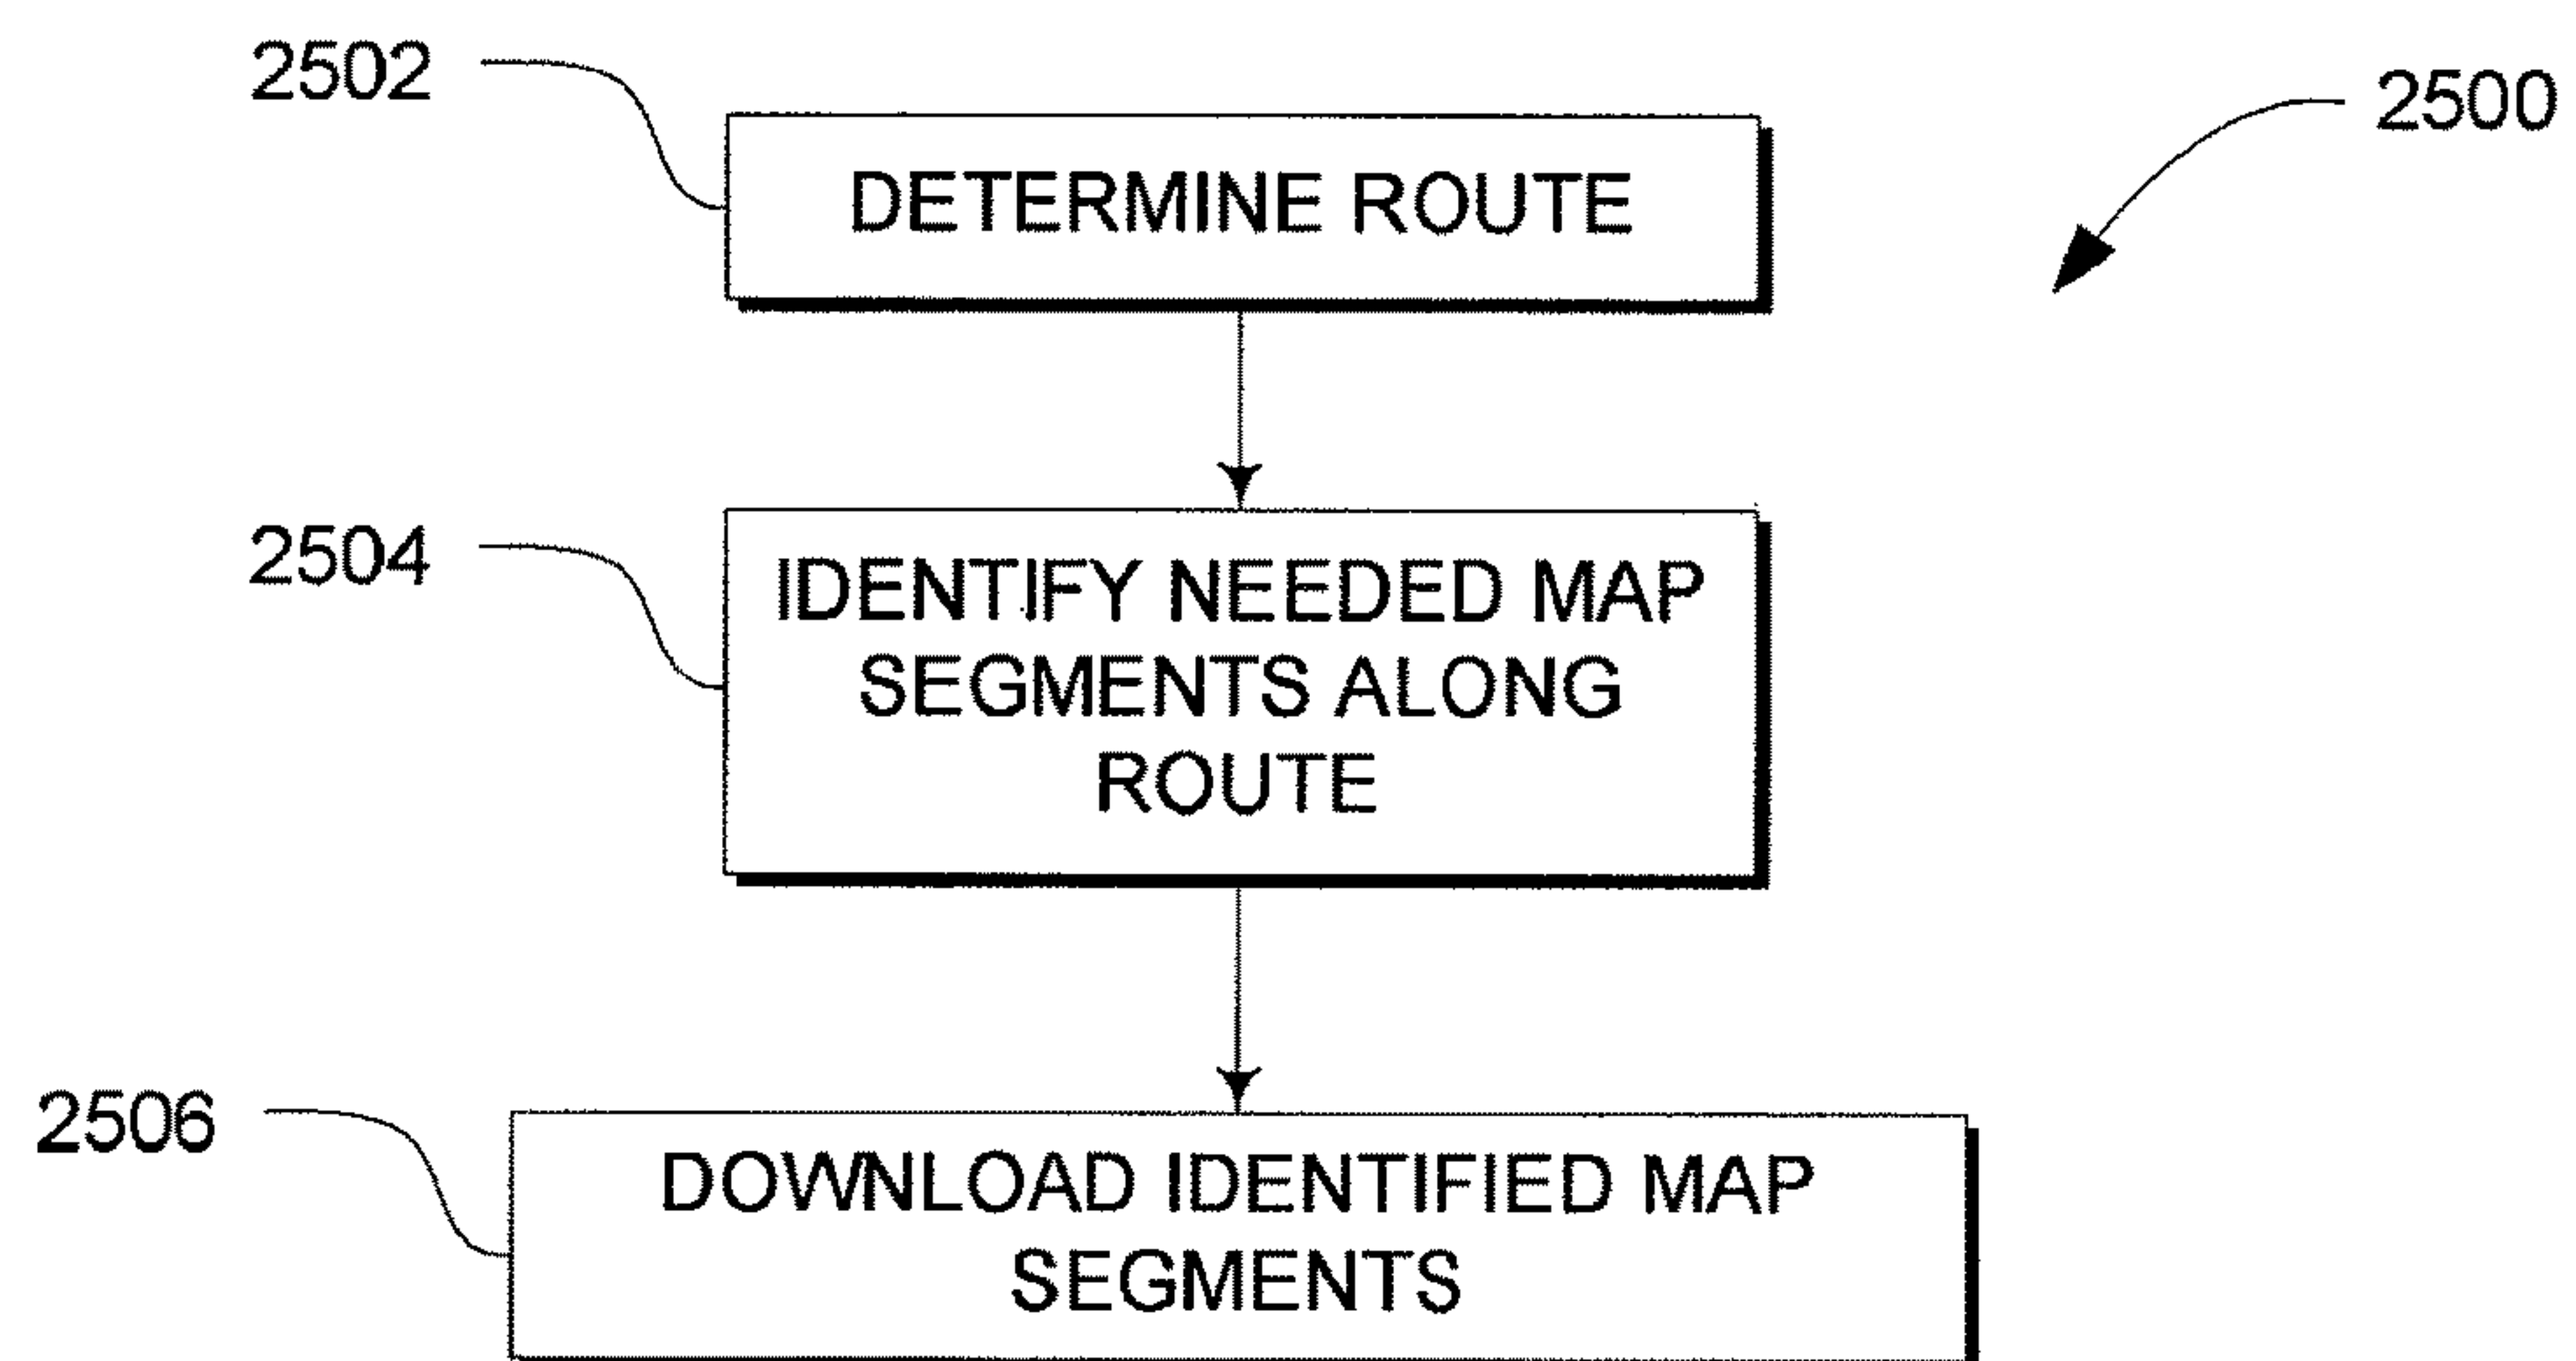 2502
2500
DETERMINE ROUTE
2504
IDENTIFY NEEDED MAP
SEGMENTS ALONG
ROUTE
2506
DOWNLOAD IDENTIFIED MAP
SEGMENTS